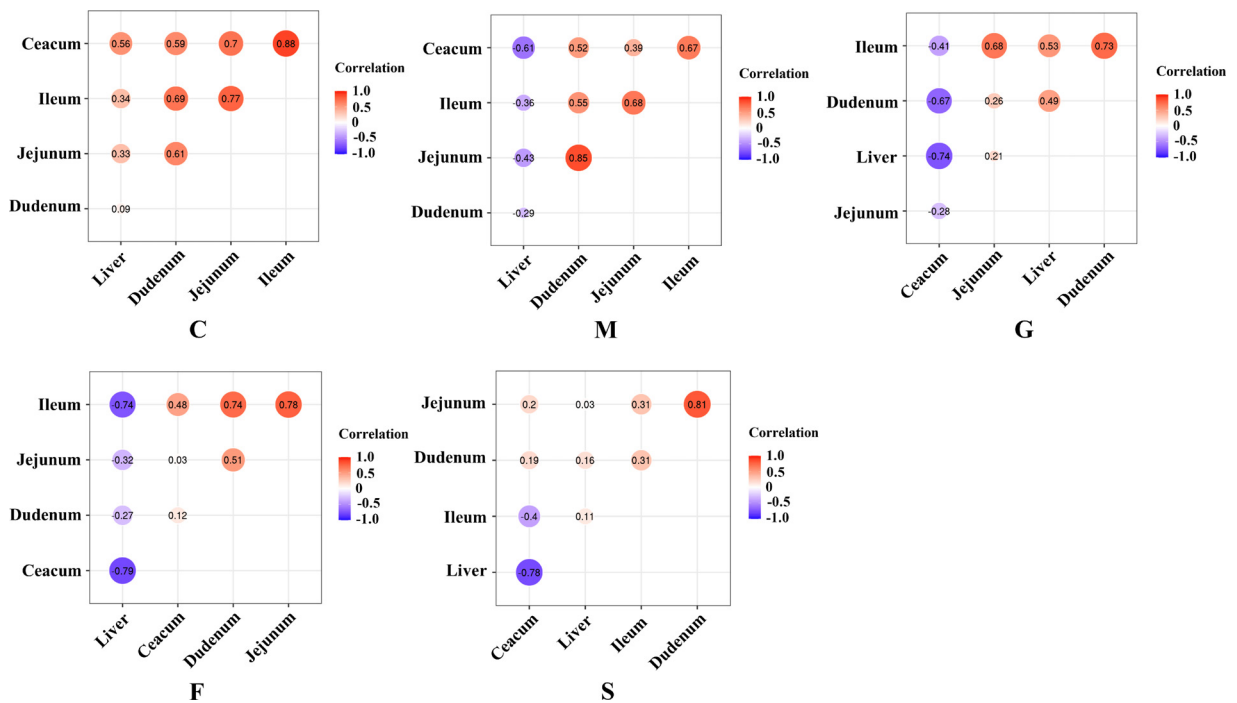 Ceacum 0.56 0.59 0.7 0.88
Ileum 0.34 0.69 0.77
Jejunum 0.33 0.61
Dudenum 0.09
Liver Dudenum Jejunum Ileum
Correlation
1.0
0.5
0
-0.5
-1.0
C
Ceacum -0.61 0.52 0.39 0.67
Ileum -0.36 0.55 0.68
Jejunum -0.43 0.85
Dudenum -0.29
Liver Dudenum Jejunum Ileum
Correlation
1.0
0.5
0
-0.5
-1.0
M
Ileum -0.41 0.68 0.53 0.73
Dudenum -0.67 0.26 0.49
Liver -0.74 0.21
Jejunum -0.28
Ceacum Jejunum Liver Dudenum
Correlation
1.0
0.5
0
-0.5
-1.0
G
Ileum -0.74 0.48 0.74 0.78
Jejunum -0.32 0.03 0.51
Dudenum -0.27 0.12
Ceacum -0.79
Liver Ceacum Dudenum Jejunum
Correlation
1.0
0.5
0
-0.5
-1.0
F
Jejunum 0.2 0.03 0.31 0.81
Dudenum 0.19 0.16 0.31
Ileum -0.4 0.11
Liver -0.78
Ceacum Liver Ileum Dudenum
Correlation
1.0
0.5
0
-0.5
-1.0
S